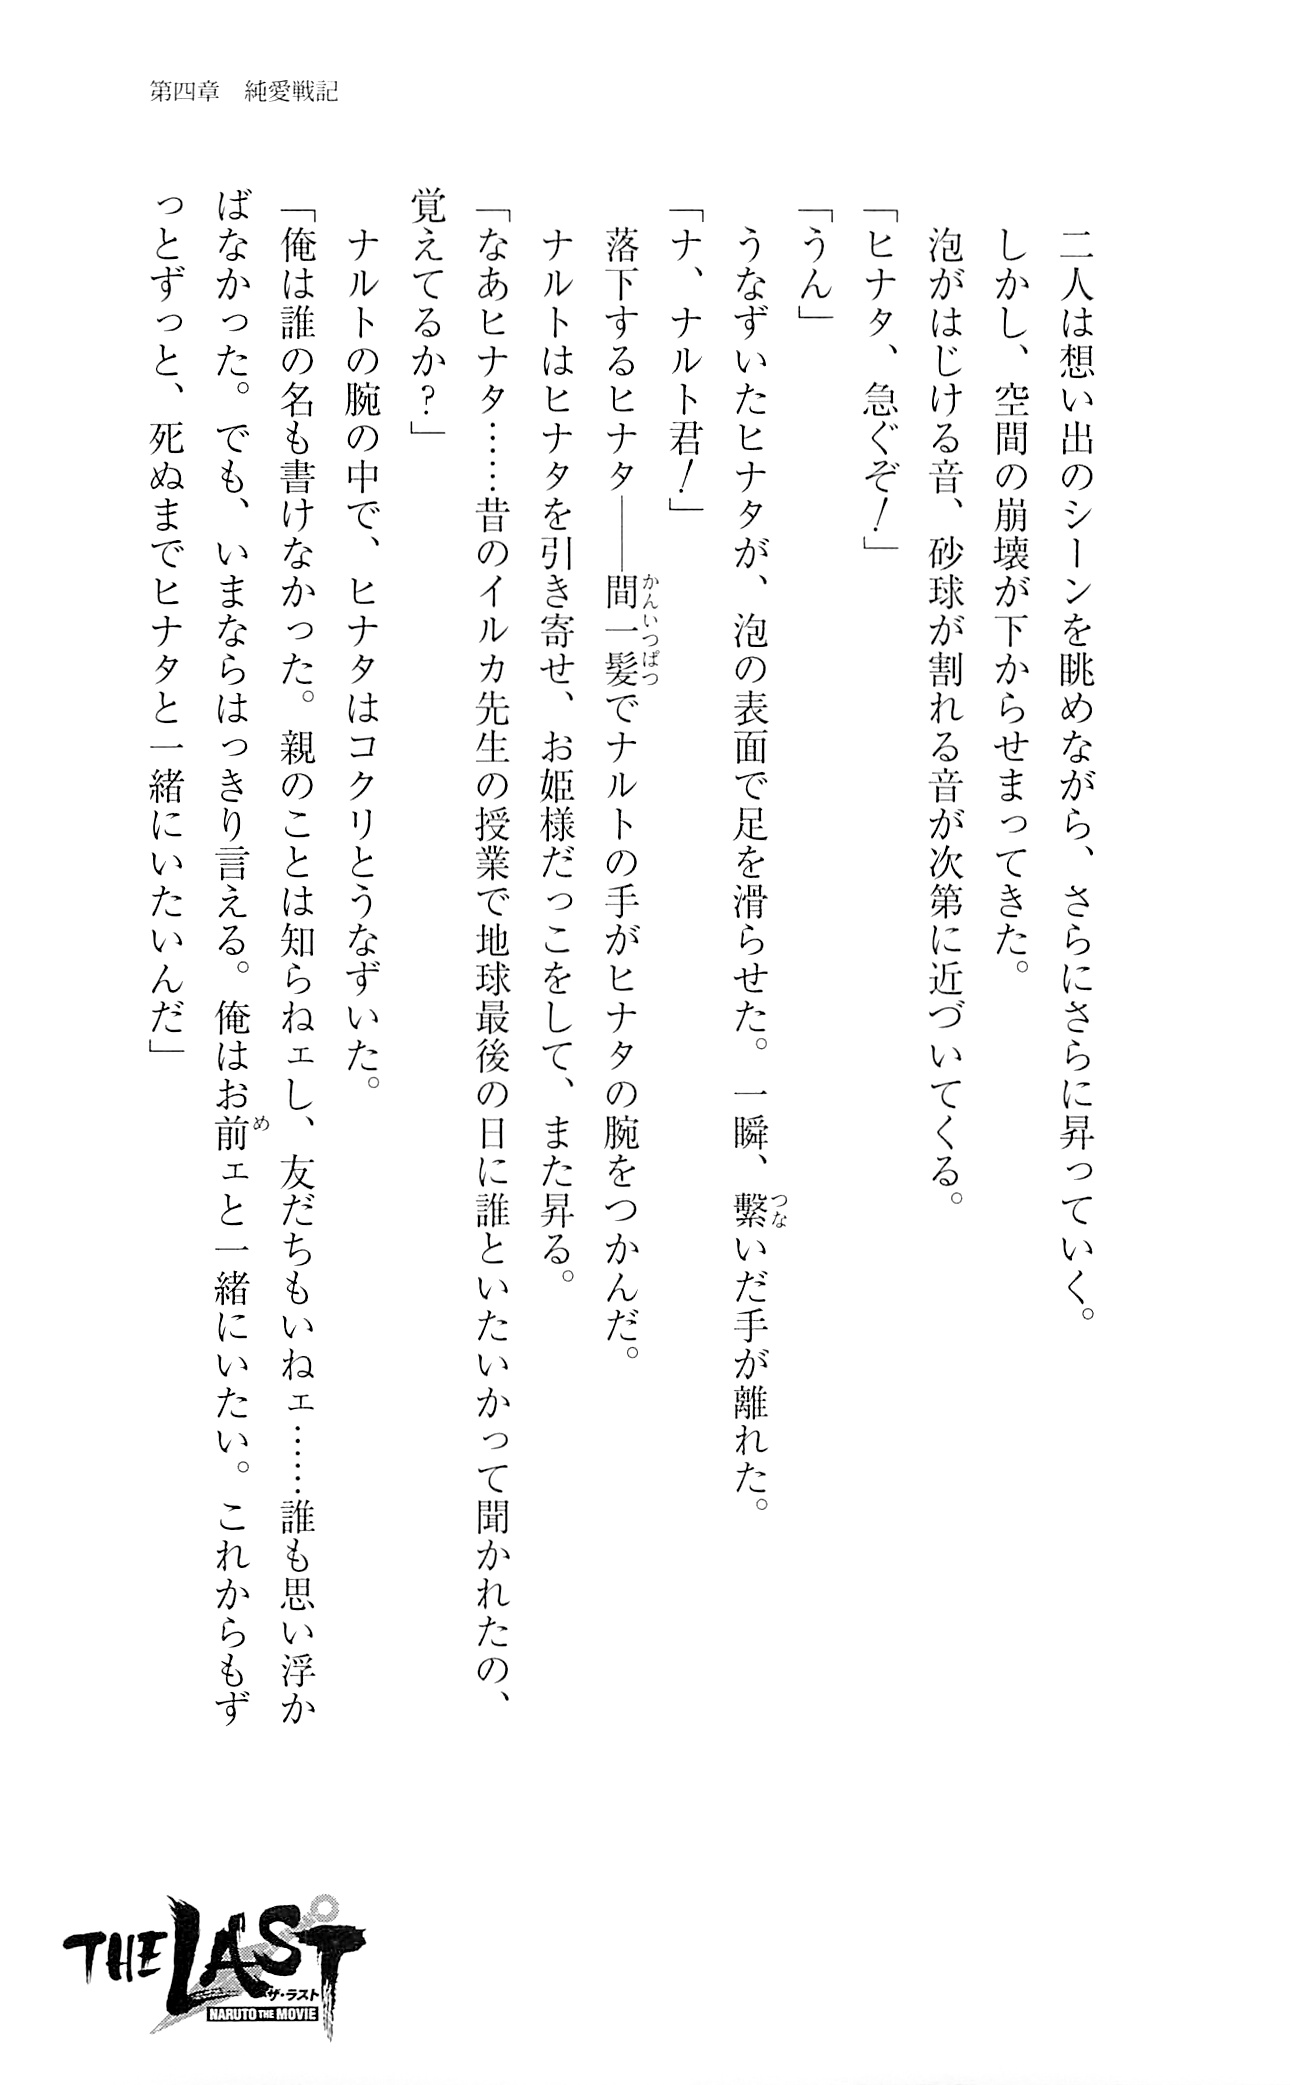 第四章　純愛戦記
二人は想い出のシーンを眺めながら、さらにさらに昇っていく。
しかし、空間の崩壊が下からせまってきた。
泡がはじける音、砂球が割れる音が次第に近づいてくる。
「ヒナタ、急ぐぞ！」
「うん」
うなずいたヒナタが、泡の表面で足を滑らせた。一瞬、繫いだ手が離れた。
つな
「ナ、ナルト君！」
落下するヒナタ――間一髪でナルトの手がヒナタの腕をつかんだ。
かんいっぱつ
ナルトはヒナタを引き寄せ、お姫様だっこをして、また昇る。
「なあヒナタ……昔のイルカ先生の授業で地球最後の日に誰といたいかって聞かれたの、
覚えてるか？」
ナルトの腕の中で、ヒナタはコクリとうなずいた。
「俺は誰の名も書けなかった。親のことは知らねェし、友だちもいねェ……誰も思い浮か
ばなかった。でも、いまならはっきり言える。俺はお前ェと一緒にいたい。これからもず
め
っとずっと、死ぬまでヒナタと一緒にいたいんだ」
THE LAST
ザ・ラスト
NARUTO THE MOVIE